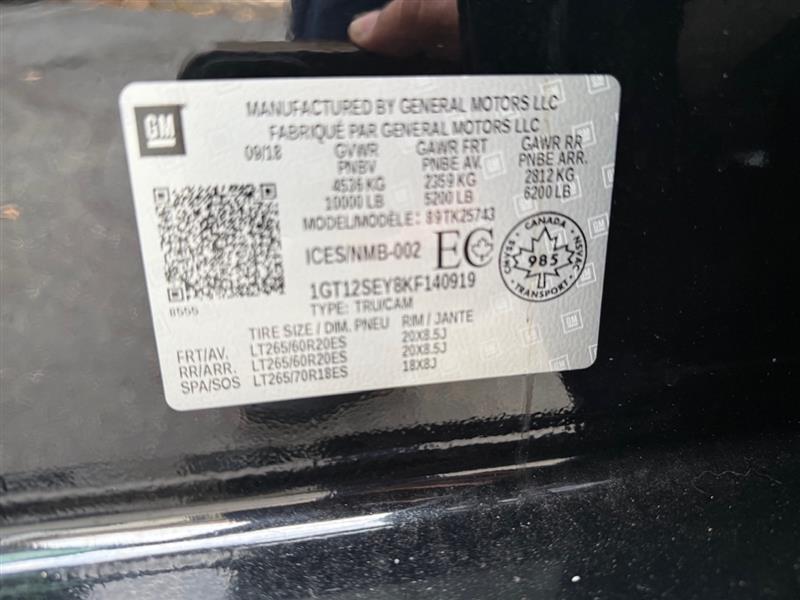 GM
MANUFACTURED BY GENERAL MOTORS LLC
FABRIQUÉ PAR GENERAL MOTORS LLC
09/18 GVWR GAWR FRT GAWR RR
PNBV PNBE AV. PNBE ARR.
4536 KG 2359 KG 2812 KG
10000 LB 5200 LB 6200 LB
MODEL/MODÈLE: 89TK25743
ICES/NMB-002 EC
CANADA
CMVSS 985 NSVAC
TRANSPORT
1GT12SEY8KF140919
TYPE: TRU/CAM
8555
TIRE SIZE / DIM. PNEU RIM / JANTE
FRT/AV. LT265/60R20ES 20X8.5J
RR/ARR. LT265/60R20ES 20X8.5J
SPA/SOS LT265/70R18ES 18X8J